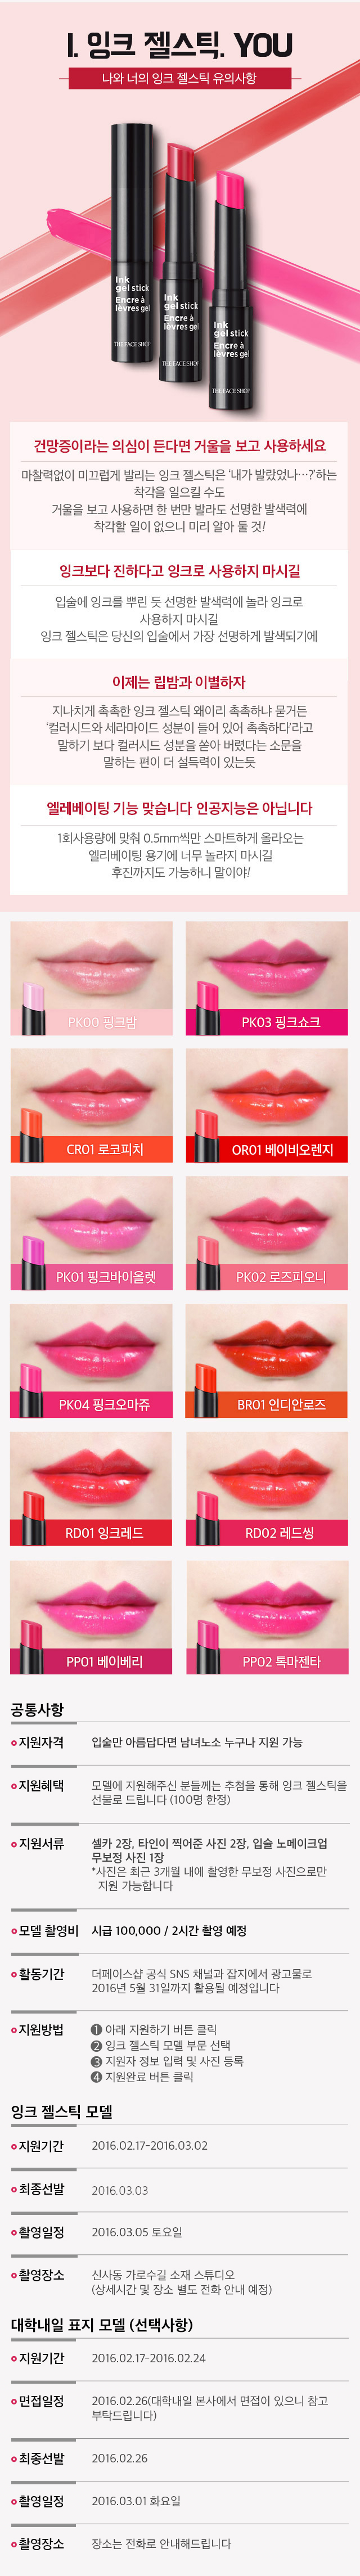 I. 잉크 젤스틱. YOU
나와 너의 잉크 젤스틱 유의사항
Ink
gel stick
Encre à
lèvres gel
THE FACE SHOP
Ink
gel stick
Encre à
lèvres gel
THE FACE SHOP
Ink
gel stick
Encre à
lèvres gel
THE FACE SHOP
건망증이라는 의심이 든다면 거울을 보고 사용하세요
마찰력없이 미끄럽게 발리는 잉크 젤스틱은 '내가 발랐었나…?'하는
착각을 일으킬 수도
거울을 보고 사용하면 한 번만 발라도 선명한 발색력에
착각할 일이 없으니 미리 알아 둘 것!
잉크보다 진하다고 잉크로 사용하지 마시길
입술에 잉크를 뿌린 듯 선명한 발색력에 놀라 잉크로
사용하지 마시길
잉크 젤스틱은 당신의 입술에서 가장 선명하게 발색되기에
이제는 립밤과 이별하자
지나치게 촉촉한 잉크 젤스틱 왜이리 촉촉하냐 묻거든
'컬러시드와 세라마이드 성분이 들어 있어 촉촉하다'라고
말하기 보다 컬러시드 성분을 쏟아 버렸다는 소문을
말하는 편이 더 설득력이 있는듯
엘레베이팅 기능 맞습니다 인공지능은 아닙니다
1회사용량에 맞춰 0.5mm씩만 스마트하게 올라오는
엘리베이팅 용기에 너무 놀라지 마시길
후진까지도 가능하니 말이야!
PK00 핑크밤
PK03 핑크쇼크
CR01 로코피치
OR01 베이비오렌지
PK01 핑크바이올렛
PK02 로즈피오니
PK04 핑크오마쥬
BR01 인디안로즈
RD01 잉크레드
RD02 레드씽
PP01 베이베리
PP02 톡마젠타
공통사항
지원자격 입술만 아름답다면 남녀노소 누구나 지원 가능
지원혜택 모델에 지원해주신 분들께는 추첨을 통해 잉크 젤스틱을
선물로 드립니다 (100명 한정)
지원서류 셀카 2장, 타인이 찍어준 사진 2장, 입술 노메이크업
무보정 사진 1장
*사진은 최근 3개월 내에 촬영한 무보정 사진으로만
지원 가능합니다
모델 촬영비 시급 100,000 / 2시간 촬영 예정
활동기간 더페이스샵 공식 SNS 채널과 잡지에서 광고물로
2016년 5월 31일까지 활용될 예정입니다
지원방법 ❶ 아래 지원하기 버튼 클릭
❷ 잉크 젤스틱 모델 부문 선택
❸ 지원자 정보 입력 및 사진 등록
❹ 지원완료 버튼 클릭
잉크 젤스틱 모델
지원기간 2016.02.17-2016.03.02
최종선발 2016.03.03
촬영일정 2016.03.05 토요일
촬영장소 신사동 가로수길 소재 스튜디오
(상세시간 및 장소 별도 전화 안내 예정)
대학내일 표지 모델 (선택사항)
지원기간 2016.02.17-2016.02.24
면접일정 2016.02.26(대학내일 본사에서 면접이 있으니 참고
부탁드립니다)
최종선발 2016.02.26
촬영일정 2016.03.01 화요일
촬영장소 장소는 전화로 안내해드립니다